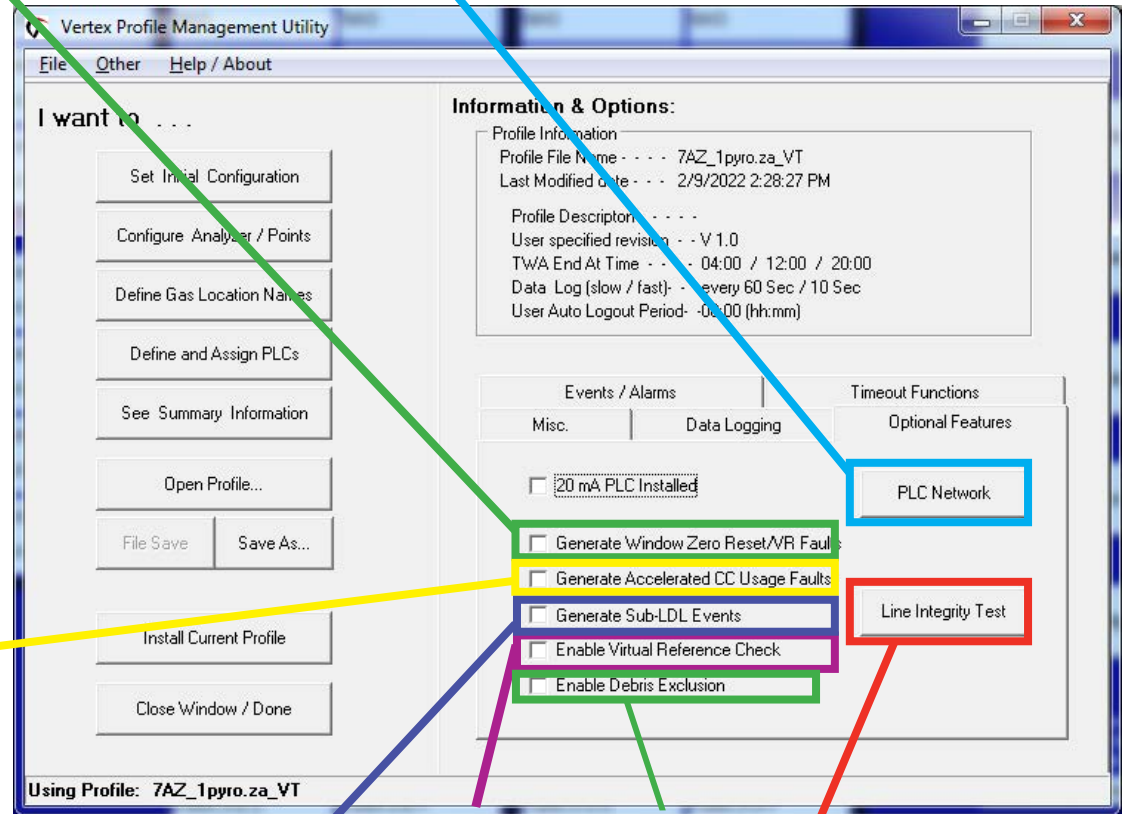 Vertex Profile Management Utility
File Other Help / About
I want to . . .
Set Initial Configuration
Configure Analyzer / Points
Define Gas Location Names
Define and Assign PLCs
See Summary Information
Open Profile...
File Save Save As...
Install Current Profile
Close Window / Done
Information & Options:
Profile Information
Profile File Name - - - - 7AZ_1pyro.za_VT
Last Modified date - - - 2/9/2022 2:28:27 PM
Profile Descripton - - - -
User specified revision - - V 1.0
TWA End At Time - - - - 04:00 / 12:00 / 20:00
Data Log (slow / fast)- - every 60 Sec / 10 Sec
User Auto Logout Period- -00:00 (hh:mm)
Events / Alarms Timeout Functions
Misc. Data Logging Optional Features
20 mA PLC Installed
PLC Network
Generate Window Zero Reset/VR Faults
Generate Accelerated CC Usage Faults
Generate Sub-LDL Events
Line Integrity Test
Enable Virtual Reference Check
Enable Debris Exclusion
Using Profile: 7AZ_1pyro.za_VT